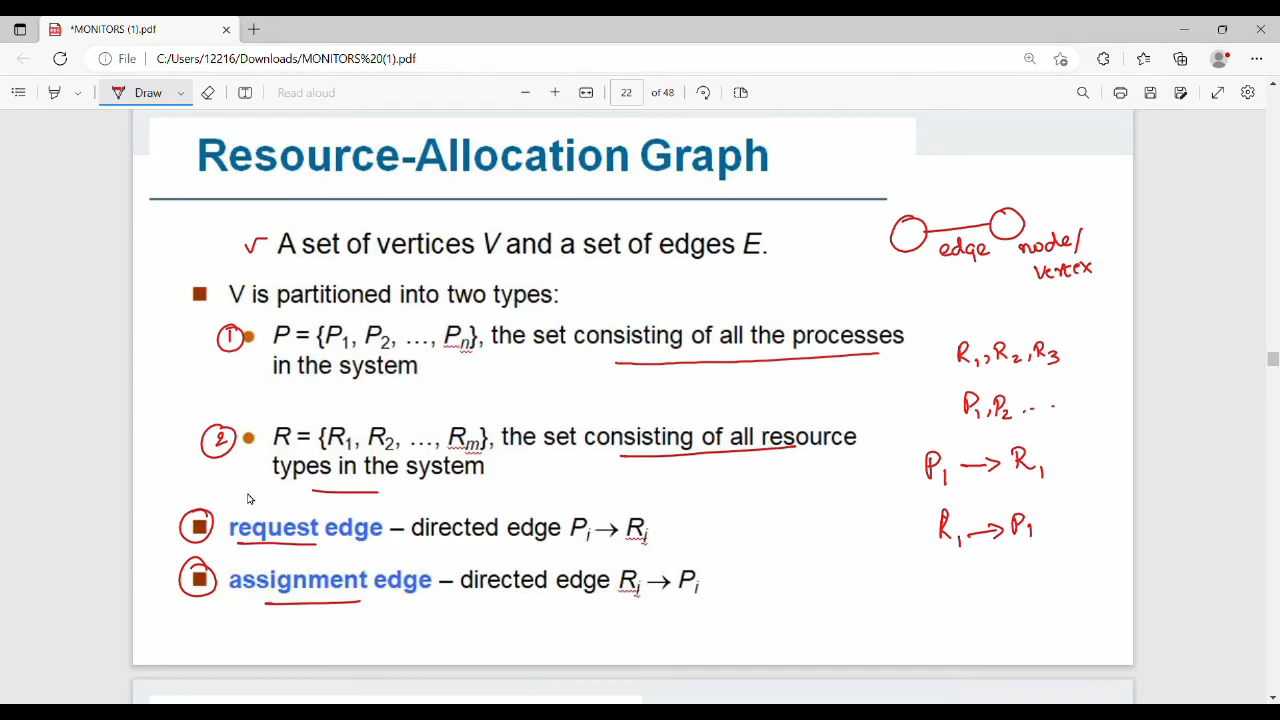 *MONITORS (1).pdf
File C:/Users/12216/Downloads/MONITORS%20(1).pdf
Draw Read aloud 22 of 48
Resource-Allocation Graph
A set of vertices V and a set of edges E.
edge node/
vertex
V is partitioned into two types:
1 P = {P1, P2, …, Pn}, the set consisting of all the processes
in the system
R1, R2, R3
P1, P2 ...
2 R = {R1, R2, …, Rm}, the set consisting of all resource
types in the system
P1 → R1
request edge – directed edge Pi → Rj
R1 → P1
assignment edge – directed edge Rj → Pi